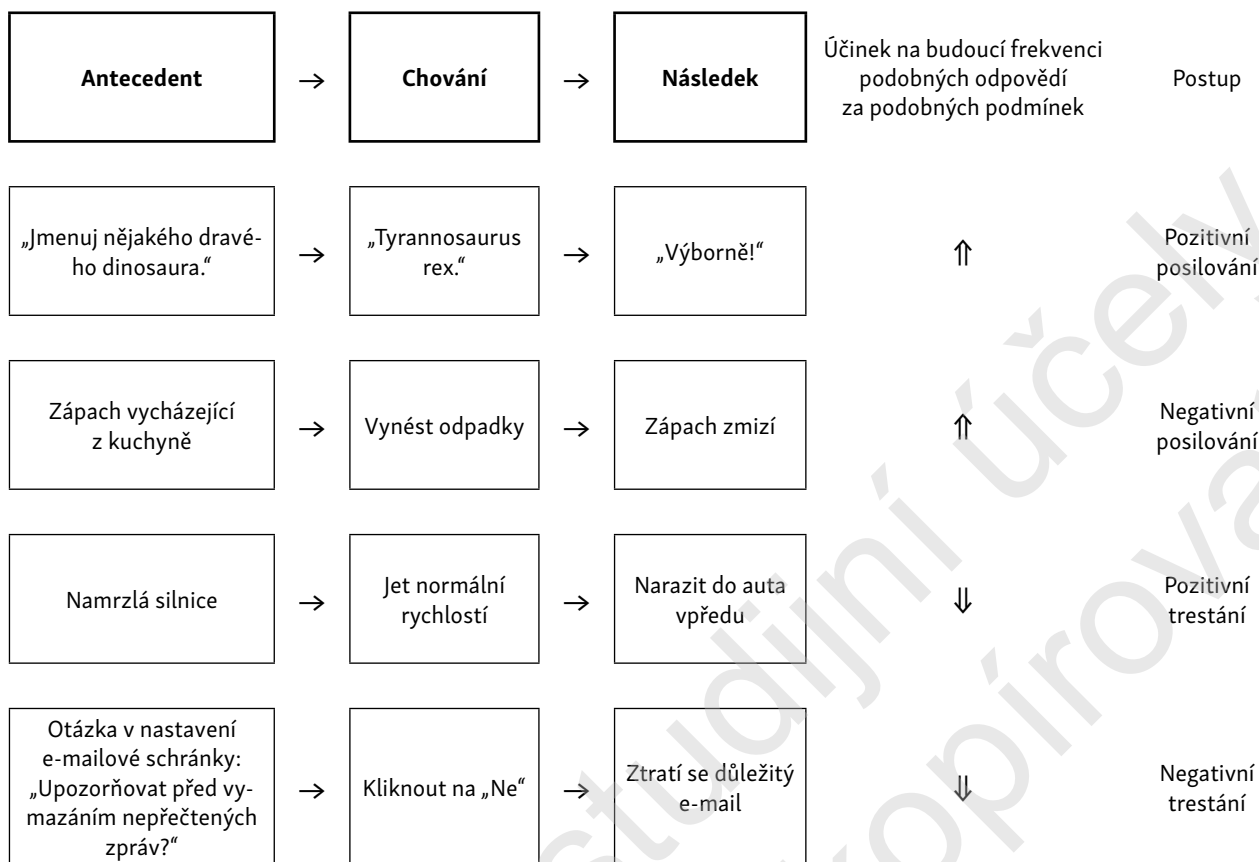 Antecedent → Chování → Následek
Účinek na budoucí frekvenci
podobných odpovědí
za podobných podmínek
Postup
„Jmenuj nějakého dravé-
ho dinosaura.“
→
„Tyrannosaurus
rex.“
→
„Výborně!“
⇑
Pozitivní
posilování
Zápach vycházející
z kuchyně
→
Vynést odpadky
→
Zápach zmizí
⇑
Negativní
posilování
Namrzlá silnice
→
Jet normální
rychlostí
→
Narazit do auta
vpředu
⇓
Pozitivní
trestání
Otázka v nastavení
e-mailové schránky:
„Upozorňovat před vy-
mazáním nepřečtených
zpráv?“
→
Kliknout na „Ne“
→
Ztratí se důležitý
e-mail
⇓
Negativní
trestání
studijní účely
kopírova